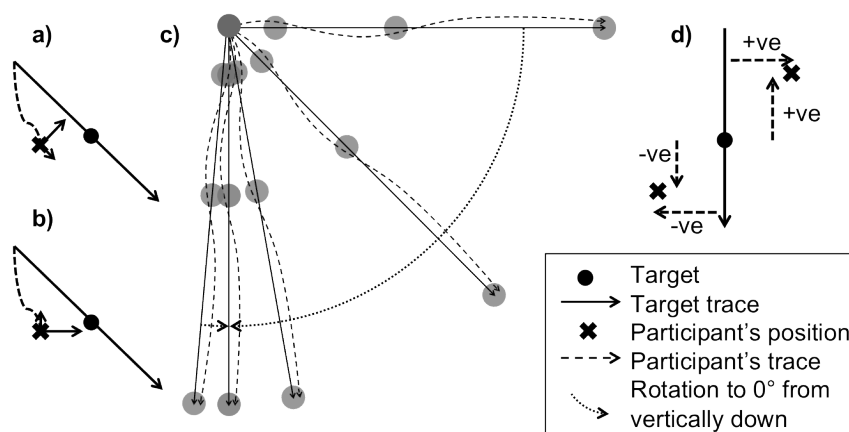 a)
c)
d)
+ve
+ve
-ve
-ve
b)
Target
Target trace
Participant's position
Participant's trace
Rotation to 0° from
vertically down